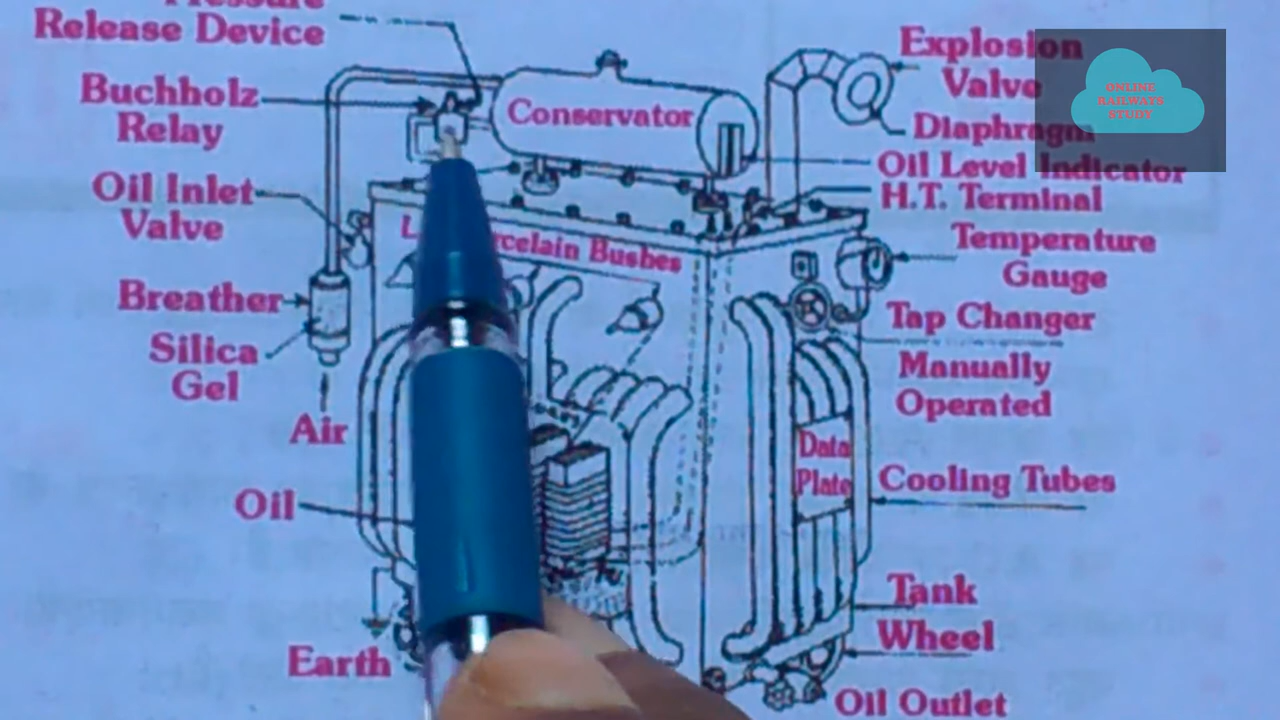 Pressure
Release Device
Buchholz
Relay
Oil Inlet
Valve
Breather
Silica
Gel
Air
Oil
Earth
Conservator
rcelain Busbes
Explosion
Valve
Diaphragm
Oil Level Indicator
H.T. Terminal
Temperature
Gauge
Tap Changer
Manually
Operated
Data
Plate
Cooling Tubes
Tank
Wheel
Oil Outlet
ONLINE
RAILWAYS
STUDY